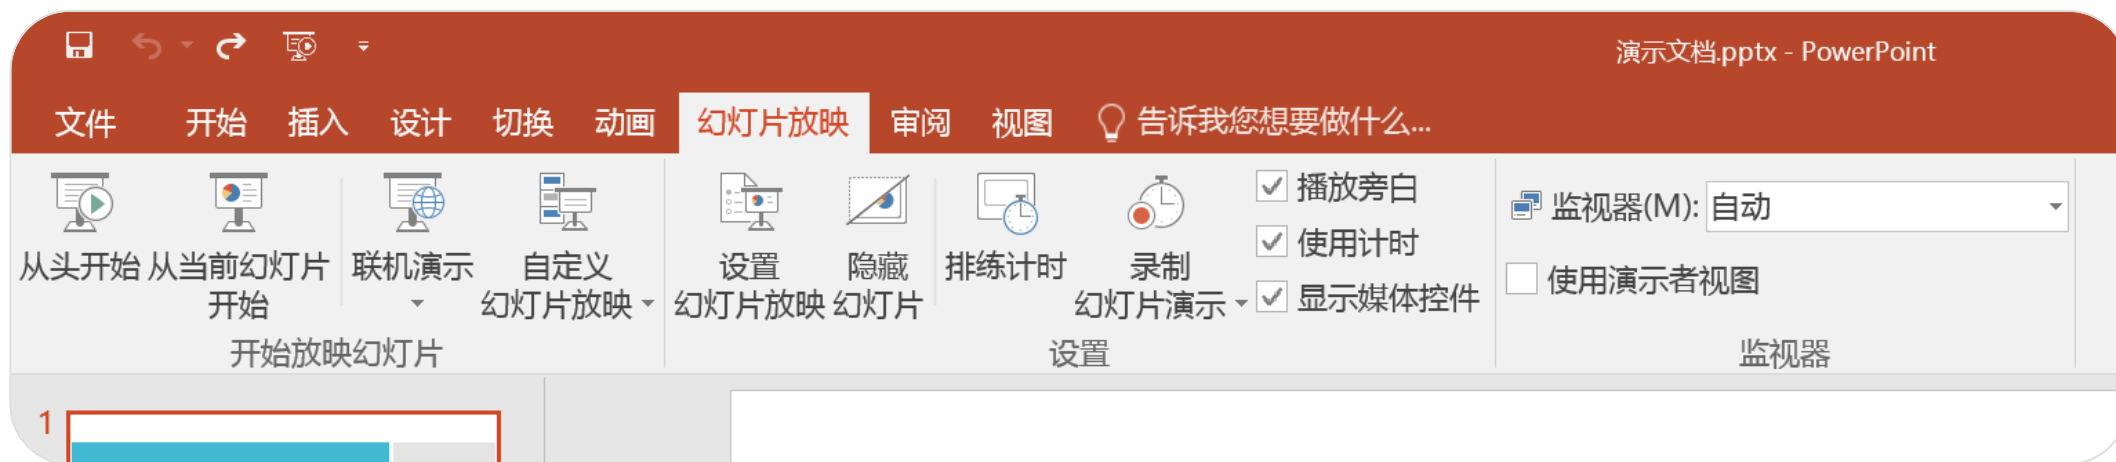 演示文档.pptx - PowerPoint
文件 开始 插入 设计 切换 动画 幻灯片放映 审阅 视图 告诉我您想要做什么...
从头开始 从当前幻灯片 联机演示 自定义 设置 隐藏 排练计时 录制
开始 幻灯片放映 幻灯片放映 幻灯片 幻灯片演示
播放旁白
使用计时
显示媒体控件
监视器(M): 自动
使用演示者视图
开始放映幻灯片 设置 监视器
1